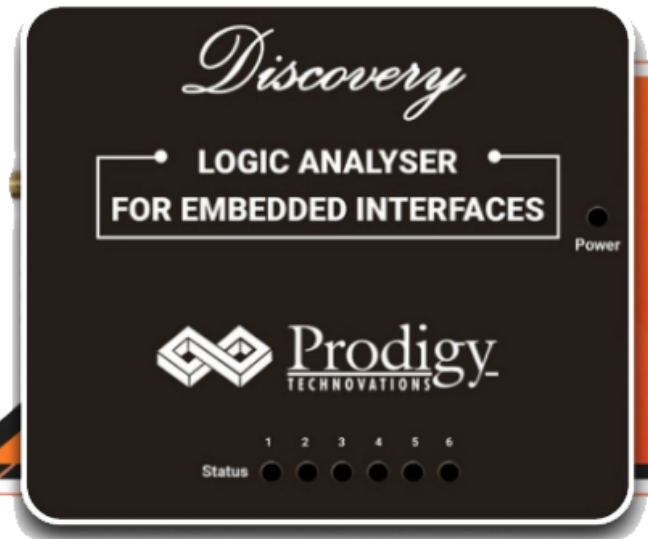 Discovery
LOGIC ANALYSER
FOR EMBEDDED INTERFACES
Power
Prodigy
TECHNOVATIONS
1 2 3 4 5 6
Status